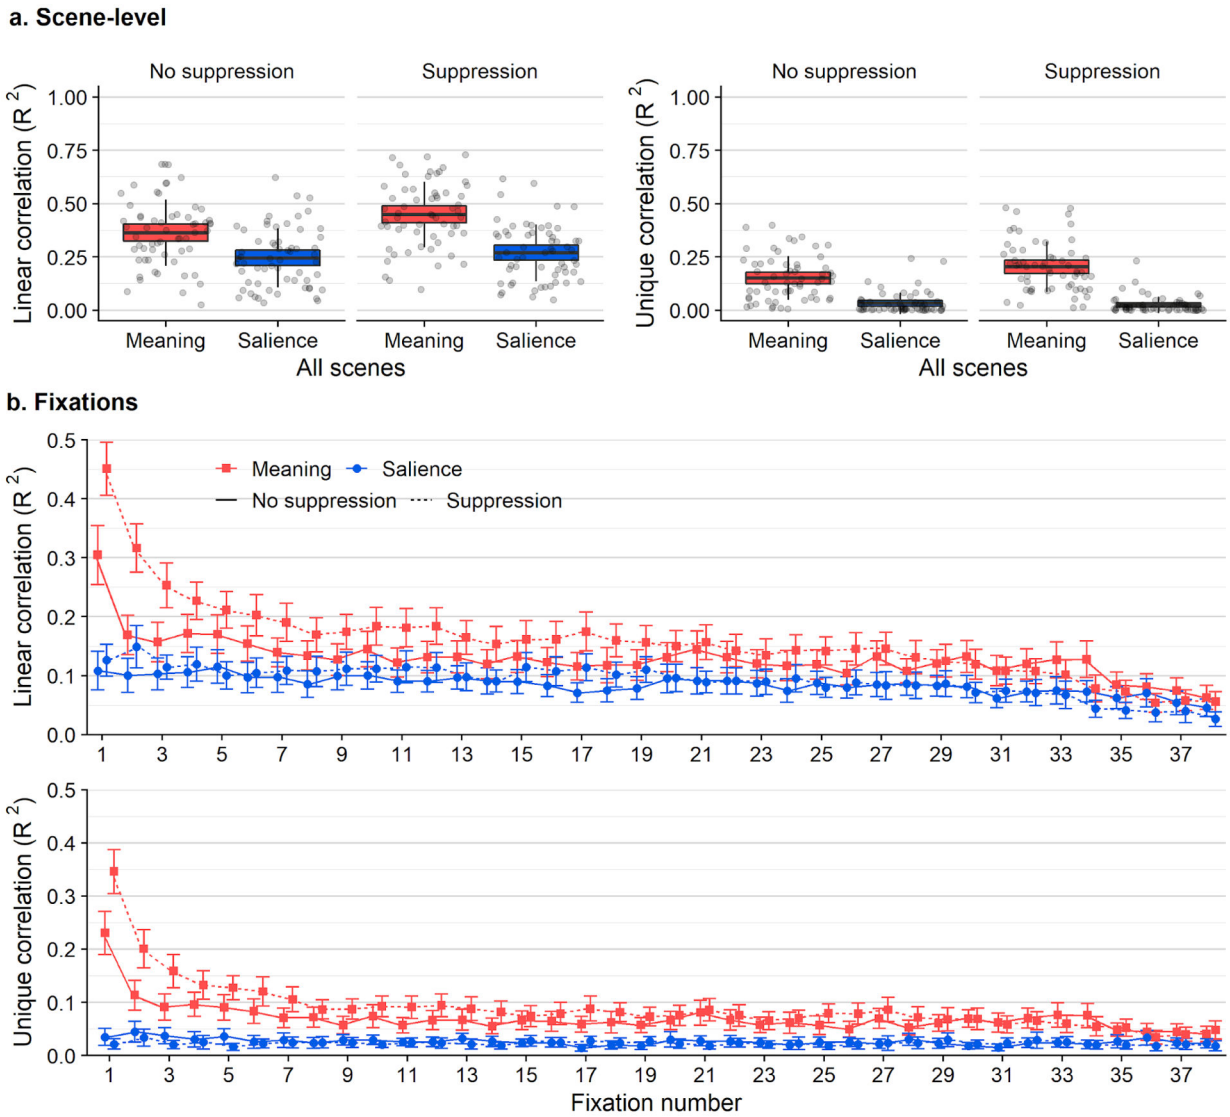 a. Scene-level
No suppression Suppression
Linear correlation (R 2)
1.00
0.75
0.50
0.25
0.00
Meaning Salience Meaning Salience
All scenes
No suppression Suppression
Unique correlation (R 2)
1.00
0.75
0.50
0.25
0.00
Meaning Salience Meaning Salience
All scenes
b. Fixations
Linear correlation (R 2)
0.5
0.4
0.3
0.2
0.1
0.0
Meaning Salience
No suppression Suppression
1 3 5 7 9 11 13 15 17 19 21 23 25 27 29 31 33 35 37
Unique correlation (R 2)
0.5
0.4
0.3
0.2
0.1
0.0
1 3 5 7 9 11 13 15 17 19 21 23 25 27 29 31 33 35 37
Fixation number